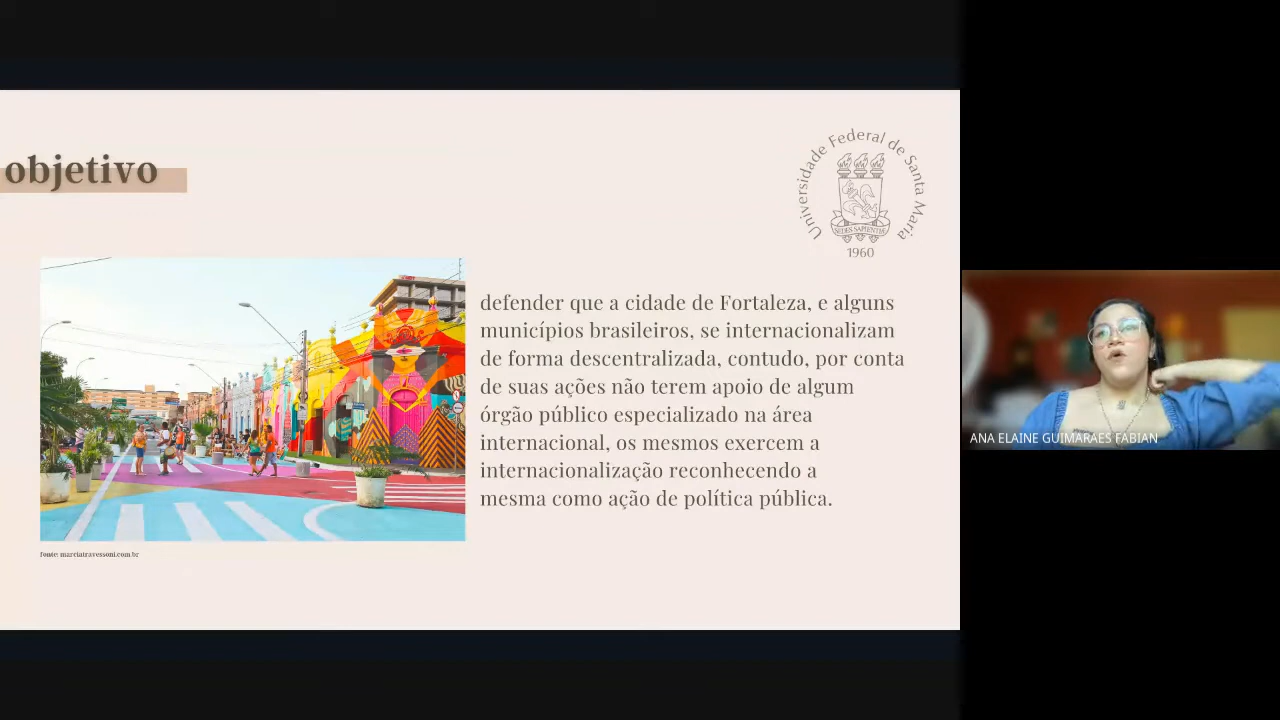 objetivo
Universidade Federal de Santa Maria
SEDES SAPIENTIAE
1960
defender que a cidade de Fortaleza, e alguns
municípios brasileiros, se internacionalizam
de forma descentralizada, contudo, por conta
de suas ações não terem apoio de algum
órgão público especializado na área
internacional, os mesmos exercem a
internacionalização reconhecendo a
mesma como ação de política pública.
fonte: marciatravessoni.com.br
ANA ELAINE GUIMARAES FABIAN